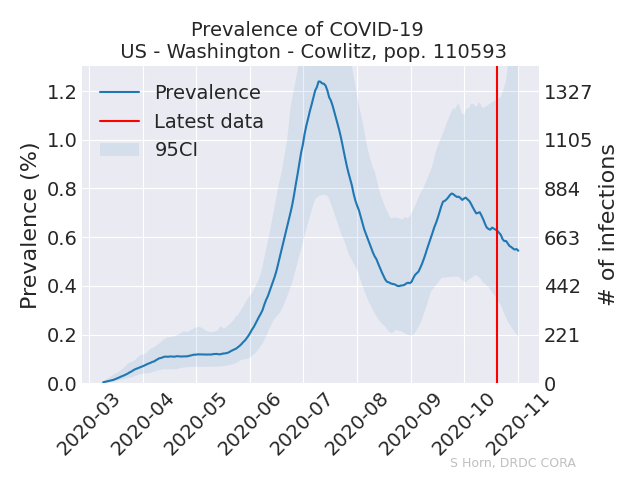 Prevalence of COVID-19
US - Washington - Cowlitz, pop. 110593
Prevalence
Latest data
95CI
Prevalence (%)
1.2
1.0
0.8
0.6
0.4
0.2
0.0
1327
1105
884
663
442
221
0
# of infections
2020-03
2020-04
2020-05
2020-06
2020-07
2020-08
2020-09
2020-10
2020-11
S Horn, DRDC CORA